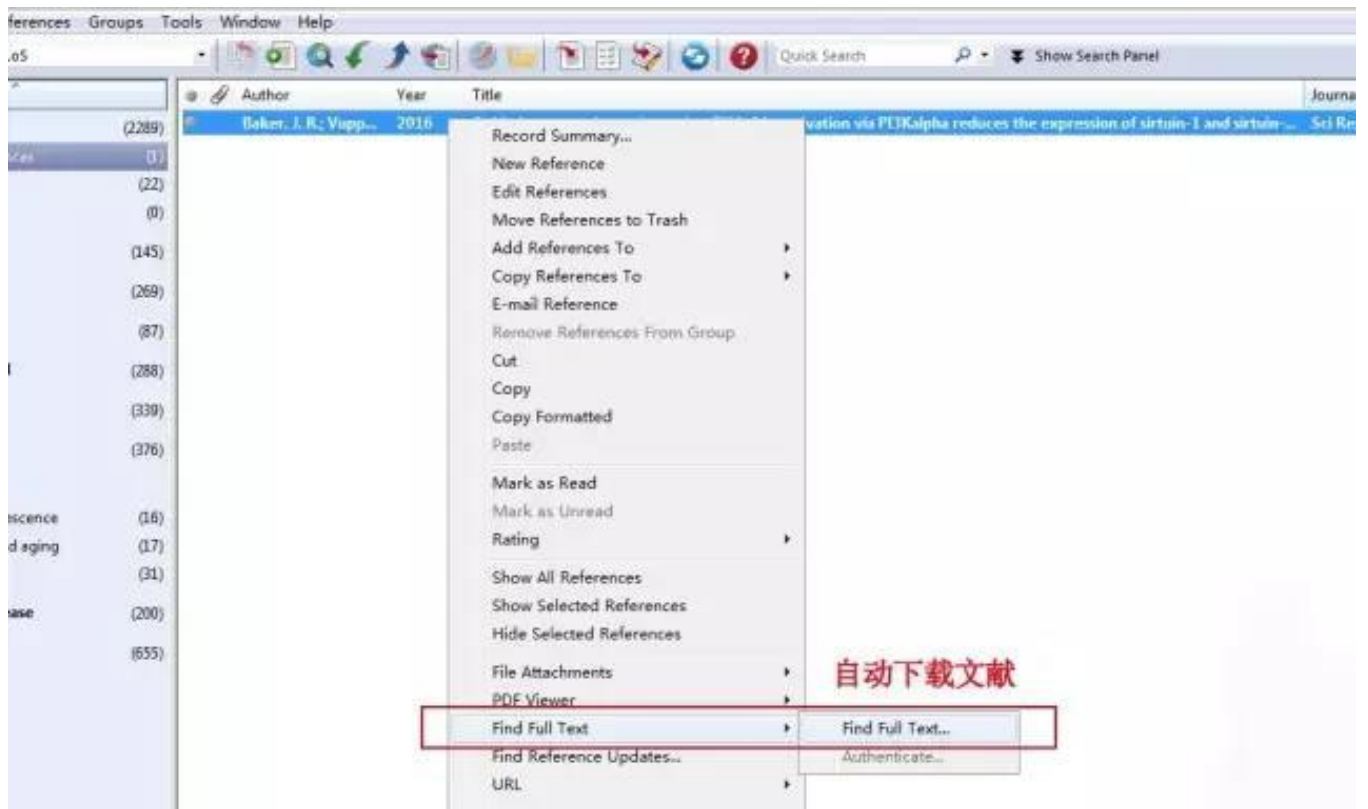 ferences Groups Tools Window Help
Quick Search Show Search Panel
Author Year Title Journa
(2289)
Baker, J. R.; Vupp... 2016 vation via PI3Kalpha reduces the expression of sirtuin-1 and sirtuin-... Sci Re
(1)
(22)
(0)
(145)
(269)
(87)
(288)
(339)
(376)
escence (16)
d aging (17)
(31)
ease (200)
(655)
Record Summary...
New Reference
Edit References
Move References to Trash
Add References To
Copy References To
E-mail Reference
Remove References From Group
Cut
Copy
Copy Formatted
Paste
Mark as Read
Mark as Unread
Rating
Show All References
Show Selected References
Hide Selected References
File Attachments
PDF Viewer
Find Full Text
Find Reference Updates...
URL
自动下载文献
Find Full Text...
Authenticate...